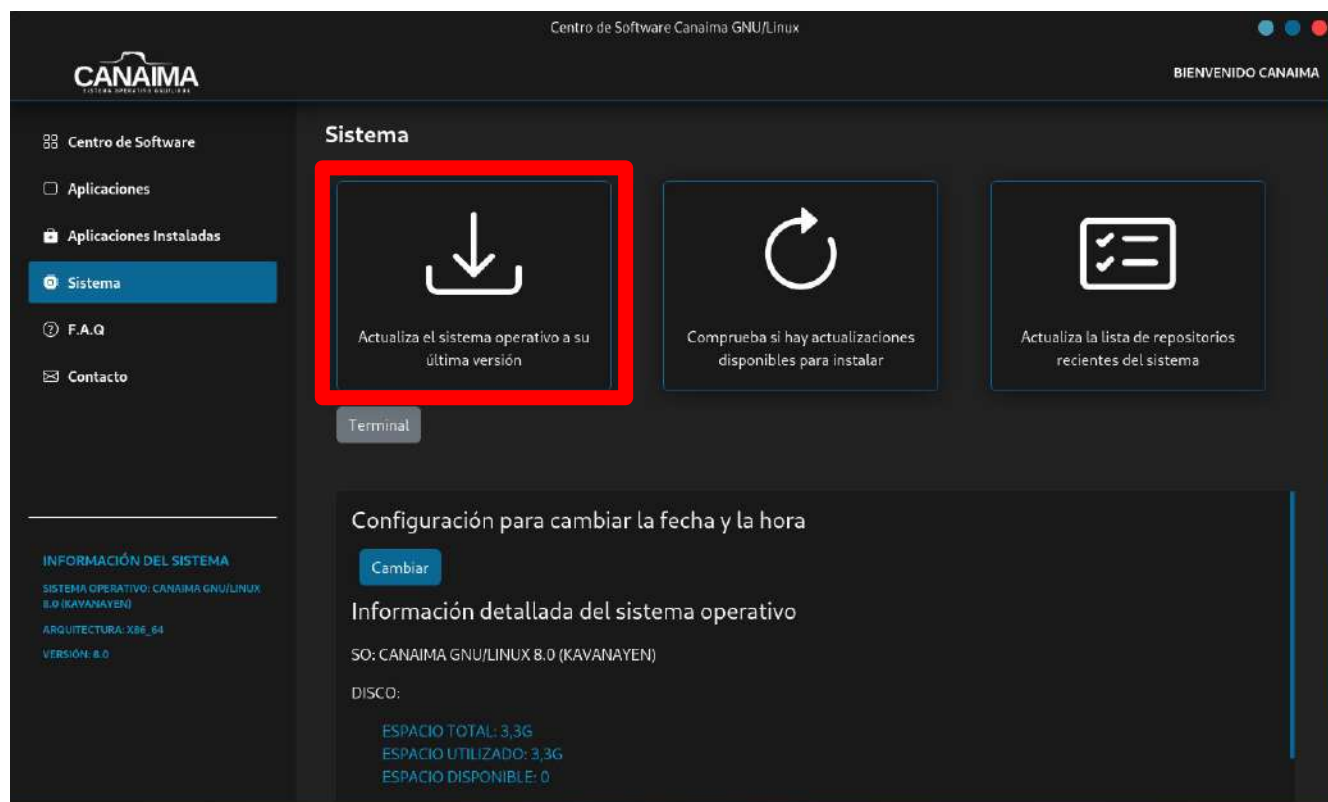 Centro de Software Canaima GNU/Linux
CANAIMA
SISTEMA OPERATIVO GNU/LINUX
BIENVENIDO CANAIMA
Centro de Software
Aplicaciones
Aplicaciones Instaladas
Sistema
F.A.Q
Contacto
INFORMACIÓN DEL SISTEMA
SISTEMA OPERATIVO: CANAIMA GNU/LINUX
8.0 (KAVANAYEN)
ARQUITECTURA: X86_64
VERSIÓN: 8.0
Sistema
Actualiza el sistema operativo a su
última versión
Comprueba si hay actualizaciones
disponibles para instalar
Actualiza la lista de repositorios
recientes del sistema
Terminal
Configuración para cambiar la fecha y la hora
Cambiar
Información detallada del sistema operativo
SO: CANAIMA GNU/LINUX 8.0 (KAVANAYEN)
DISCO:
ESPACIO TOTAL: 3,3G
ESPACIO UTILIZADO: 3,3G
ESPACIO DISPONIBLE: 0